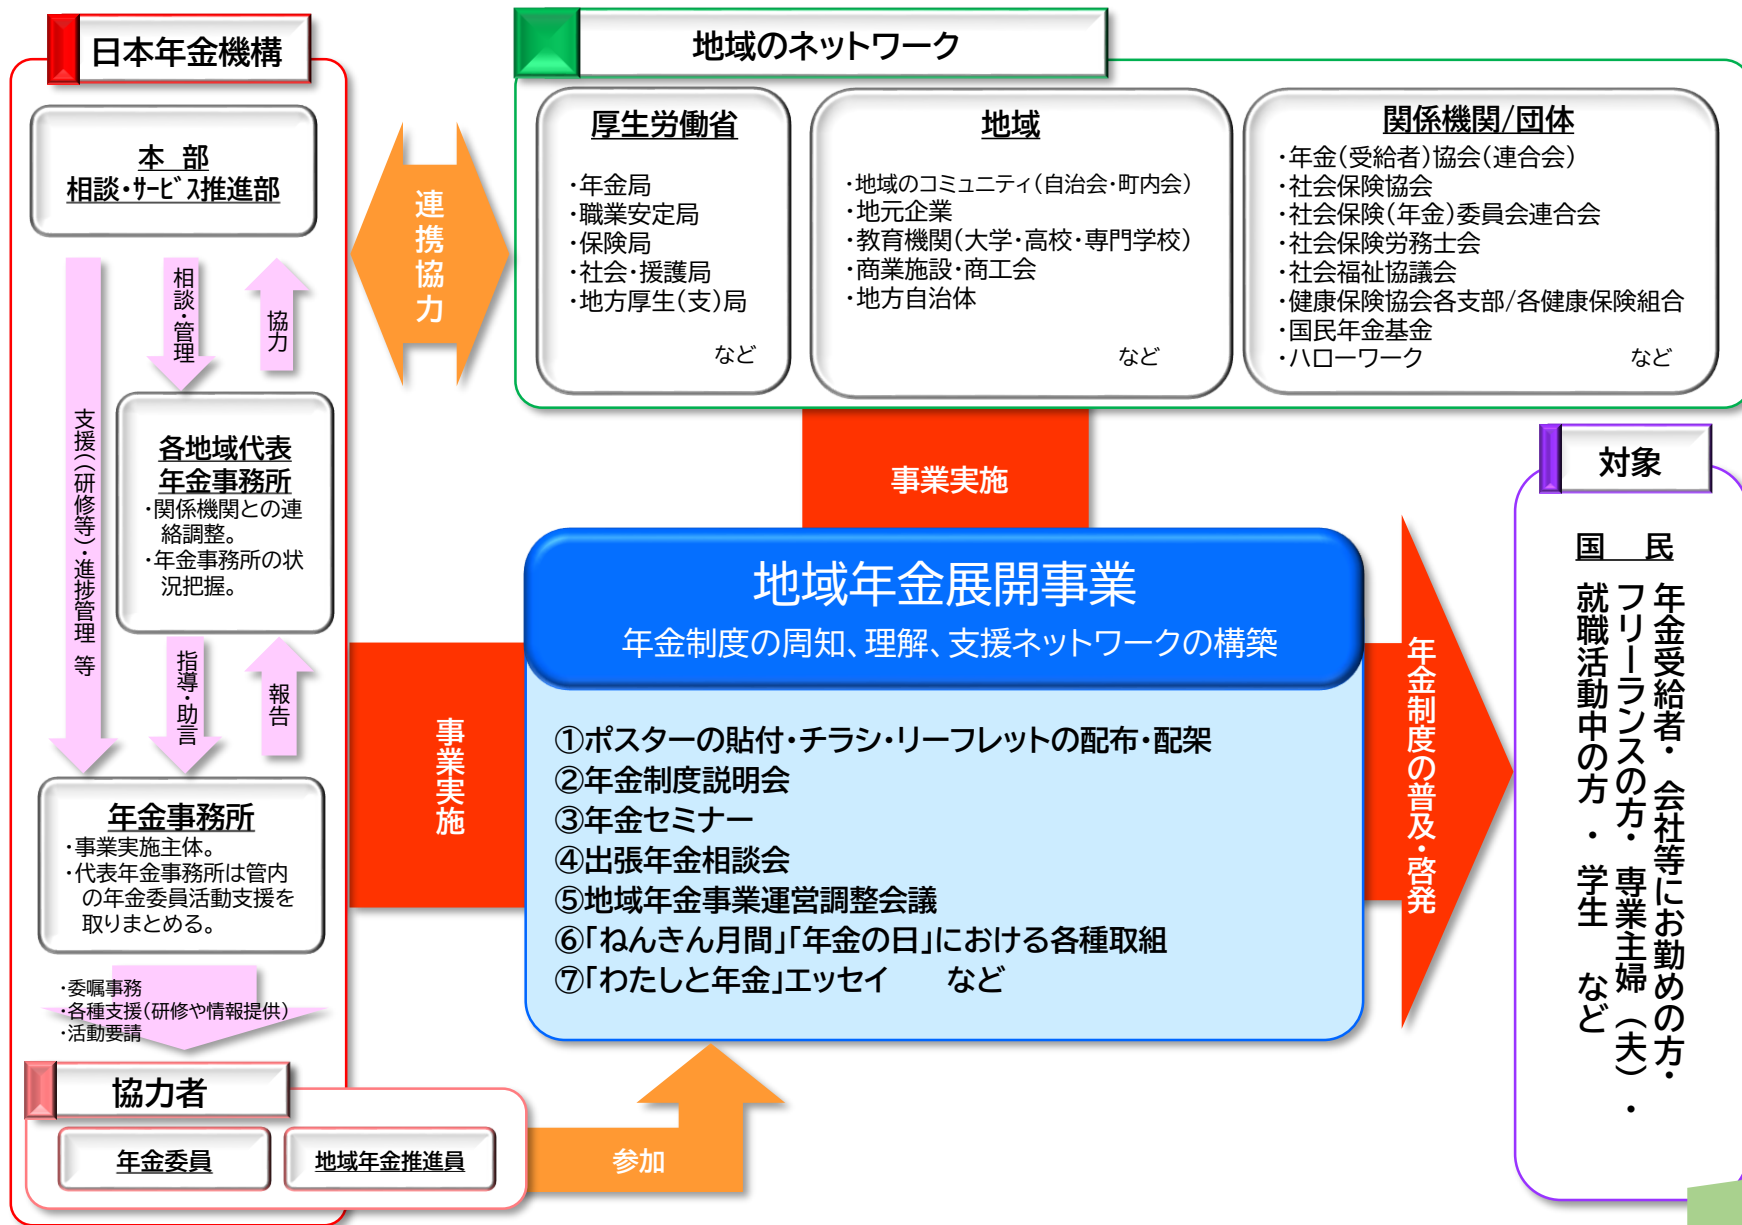 日本年金機構
本 部
相談・サービス推進部
支援(（研修等）・進捗管理 等
相談・管理
協力
各地域代表
年金事務所
・関係機関との連
絡調整。
・年金事務所の状
況把握。
指導・助言
報告
年金事務所
・事業実施主体。
・代表年金事務所は管内
の年金委員活動支援を
取りまとめる。
・委嘱事務
・各種支援(研修や情報提供)
・活動要請
協力者
年金委員
地域年金推進員
連携協力
地域のネットワーク
厚生労働省
・年金局
・職業安定局
・保険局
・社会・援護局
・地方厚生(支)局
など
地域
・地域のコミュニティ(自治会・町内会)
・地元企業
・教育機関(大学・高校・専門学校)
・商業施設・商工会
・地方自治体
など
関係機関/団体
・年金(受給者)協会(連合会)
・社会保険協会
・社会保険(年金)委員会連合会
・社会保険労務士会
・社会福祉協議会
・健康保険協会各支部/各健康保険組合
・国民年金基金
・ハローワーク など
事業実施
事業実施
地域年金展開事業
年金制度の周知、理解、支援ネットワークの構築
①ポスターの貼付・チラシ・リーフレットの配布・配架
②年金制度説明会
③年金セミナー
④出張年金相談会
⑤地域年金事業運営調整会議
⑥「ねんきん月間」「年金の日」における各種取組
⑦「わたしと年金」エッセイ など
参加
年金制度の普及・啓発
対象
国 民
年金受給者・ 会社等にお勤めの方・
フリーランスの方・ 専業主婦（夫）・
就職活動中の方 ・ 学生 など